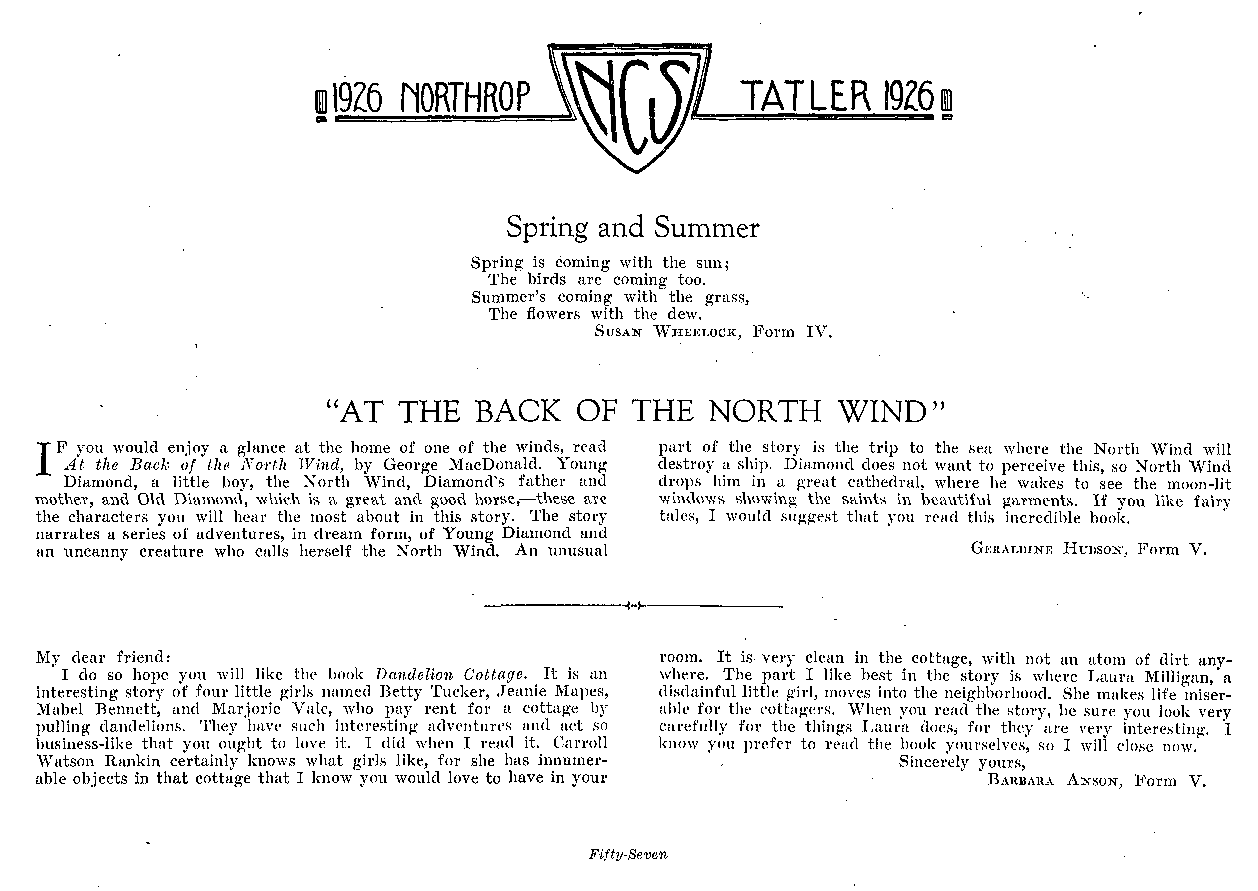 1926 NORTHROP NCS TATLER 1926
Spring and Summer
Spring is coming with the sun;
The birds are coming too.
Summer's coming with the grass,
The flowers with the dew.
SUSAN WHEELOCK, Form IV.
"AT THE BACK OF THE NORTH WIND"
IF you would enjoy a glance at the home of one of the winds, read
At the Back of the North Wind, by George MacDonald. Young
Diamond, a little boy, the North Wind, Diamond's father and
mother, and Old Diamond, which is a great and good horse,—these are
the characters you will hear the most about in this story. The story
narrates a series of adventures, in dream form, of Young Diamond and
an uncanny creature who calls herself the North Wind. An unusual
part of the story is the trip to the sea where the North Wind will
destroy a ship. Diamond does not want to perceive this, so North Wind
drops him in a great cathedral, where he wakes to see the moon-lit
windows showing the saints in beautiful garments. If you like fairy
tales, I would suggest that you read this incredible book.
GERALDINE HUDSON, Form V.
My dear friend:
I do so hope you will like the book Dandelion Cottage. It is an
interesting story of four little girls named Betty Tucker, Jeanie Mapes,
Mabel Bennett, and Marjorie Vale, who pay rent for a cottage by
pulling dandelions. They have such interesting adventures and act so
business-like that you ought to love it. I did when I read it. Carroll
Watson Rankin certainly knows what girls like, for she has innumer-
able objects in that cottage that I know you would love to have in your
room. It is very clean in the cottage, with not an atom of dirt any-
where. The part I like best in the story is where Laura Milligan, a
disdainful little girl, moves into the neighborhood. She makes life miser-
able for the cottagers. When you read the story, be sure you look very
carefully for the things Laura does, for they are very interesting. I
know you prefer to read the book yourselves, so I will close now.
Sincerely yours,
BARBARA ANSON, Form V.
Fifty-Seven